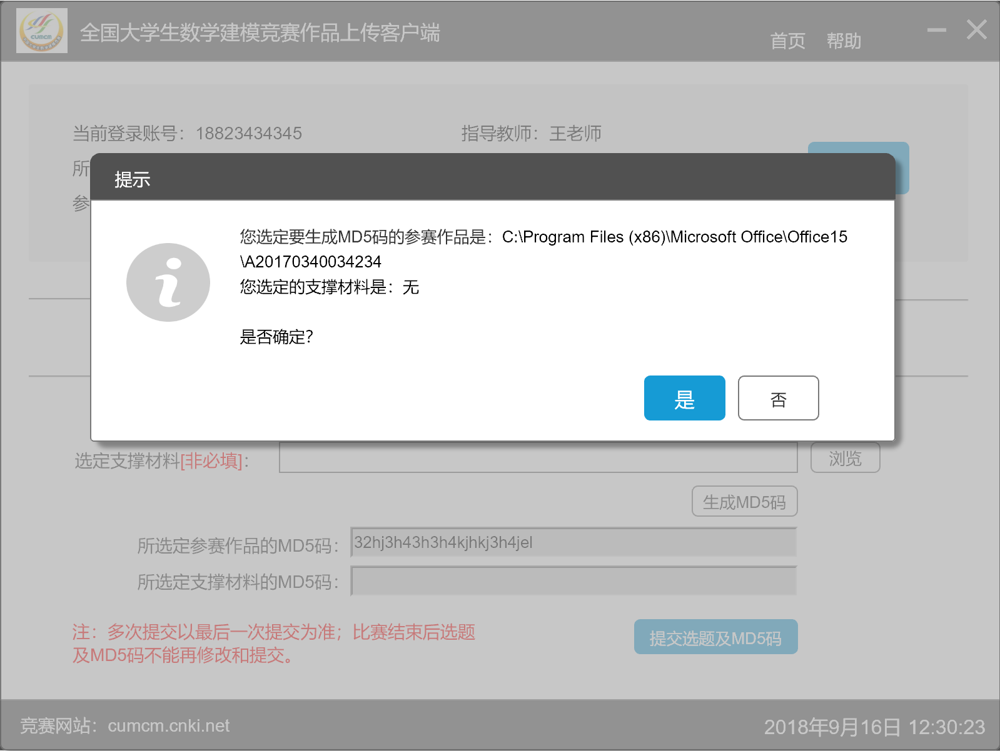 CUMCM
全国大学生数学建模竞赛作品上传客户端
首页 帮助
当前登录账号：18823434345 指导教师：王老师
所
参
提示
您选定要生成MD5码的参赛作品是：C:\Program Files (x86)\Microsoft Office\Office15
\A20170340034234
您选定的支撑材料是：无
是否确定？
是 否
选定支撑材料[非必填]： 浏览
生成MD5码
所选定参赛作品的MD5码： 32hj3h43h3h4kjhkj3h4jel
所选定支撑材料的MD5码：
注：多次提交以最后一次提交为准；比赛结束后选题
及MD5码不能再修改和提交。
提交选题及MD5码
竞赛网站：cumcm.cnki.net 2018年9月16日 12:30:23